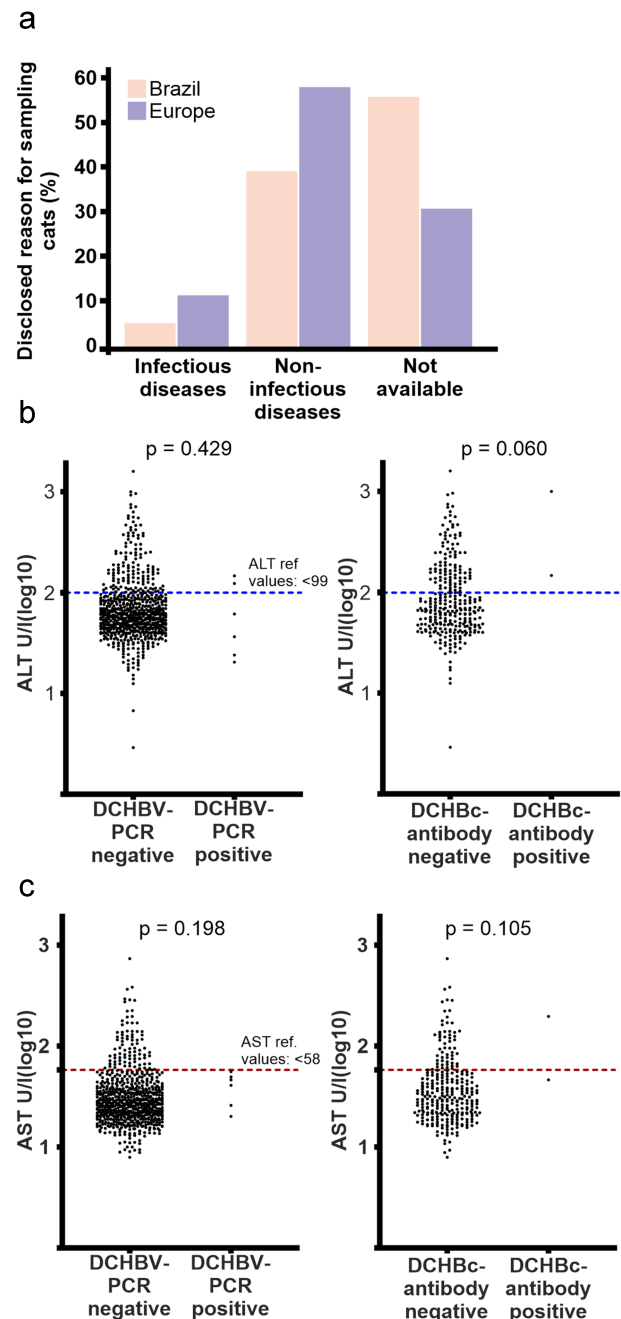 a
Disclosed reason for sampling
cats (%)
60
50
40
30
20
10
0
Brazil
Europe
Infectious
diseases
Non-
infectious
diseases
Not
available
b
p = 0.429
ALT U/l(log10)
3
2
1
ALT ref
values: <99
DCHBV-
PCR
negative
DCHBV-
PCR
positive
p = 0.060
ALT U/l(log10)
3
2
1
DCHBc-
antibody
negative
DCHBc-
antibody
positive
c
p = 0.198
AST U/l(log10)
3
2
1
AST ref.
values: <58
DCHBV-
PCR
negative
DCHBV-
PCR
positive
p = 0.105
AST U/l(log10)
3
2
1
DCHBc-
antibody
negative
DCHBc-
antibody
positive